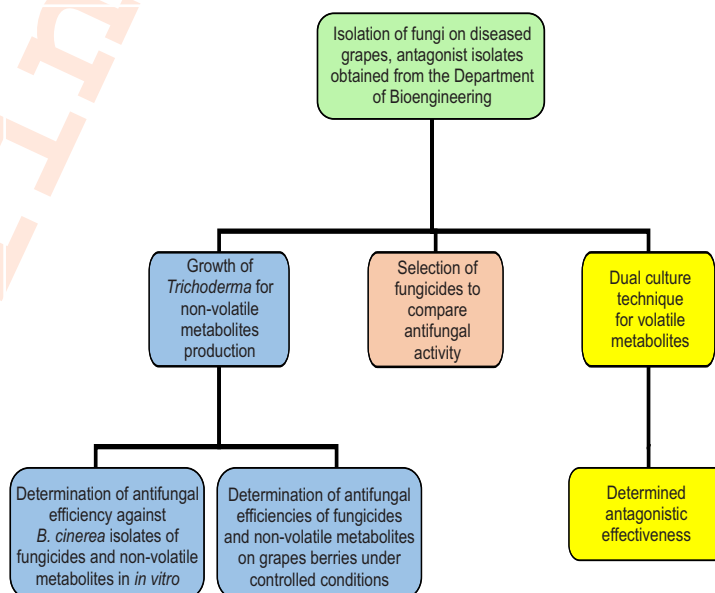 Isolation of fungi on diseased
grapes, antagonist isolates
obtained from the Department
of Bioengineering
Growth of
Trichoderma for
non-volatile
metabolites
production
Selection of
fungicides to
compare
antifungal
activity
Dual culture
technique
for volatile
metabolites
Determination of antifungal
efficiency against
B. cinerea isolates of
fungicides and non-volatile
metabolites in in vitro
Determination of antifungal
efficiencies of fungicides
and non-volatile metabolites
on grapes berries under
controlled conditions
Determined
antagonistic
effectiveness